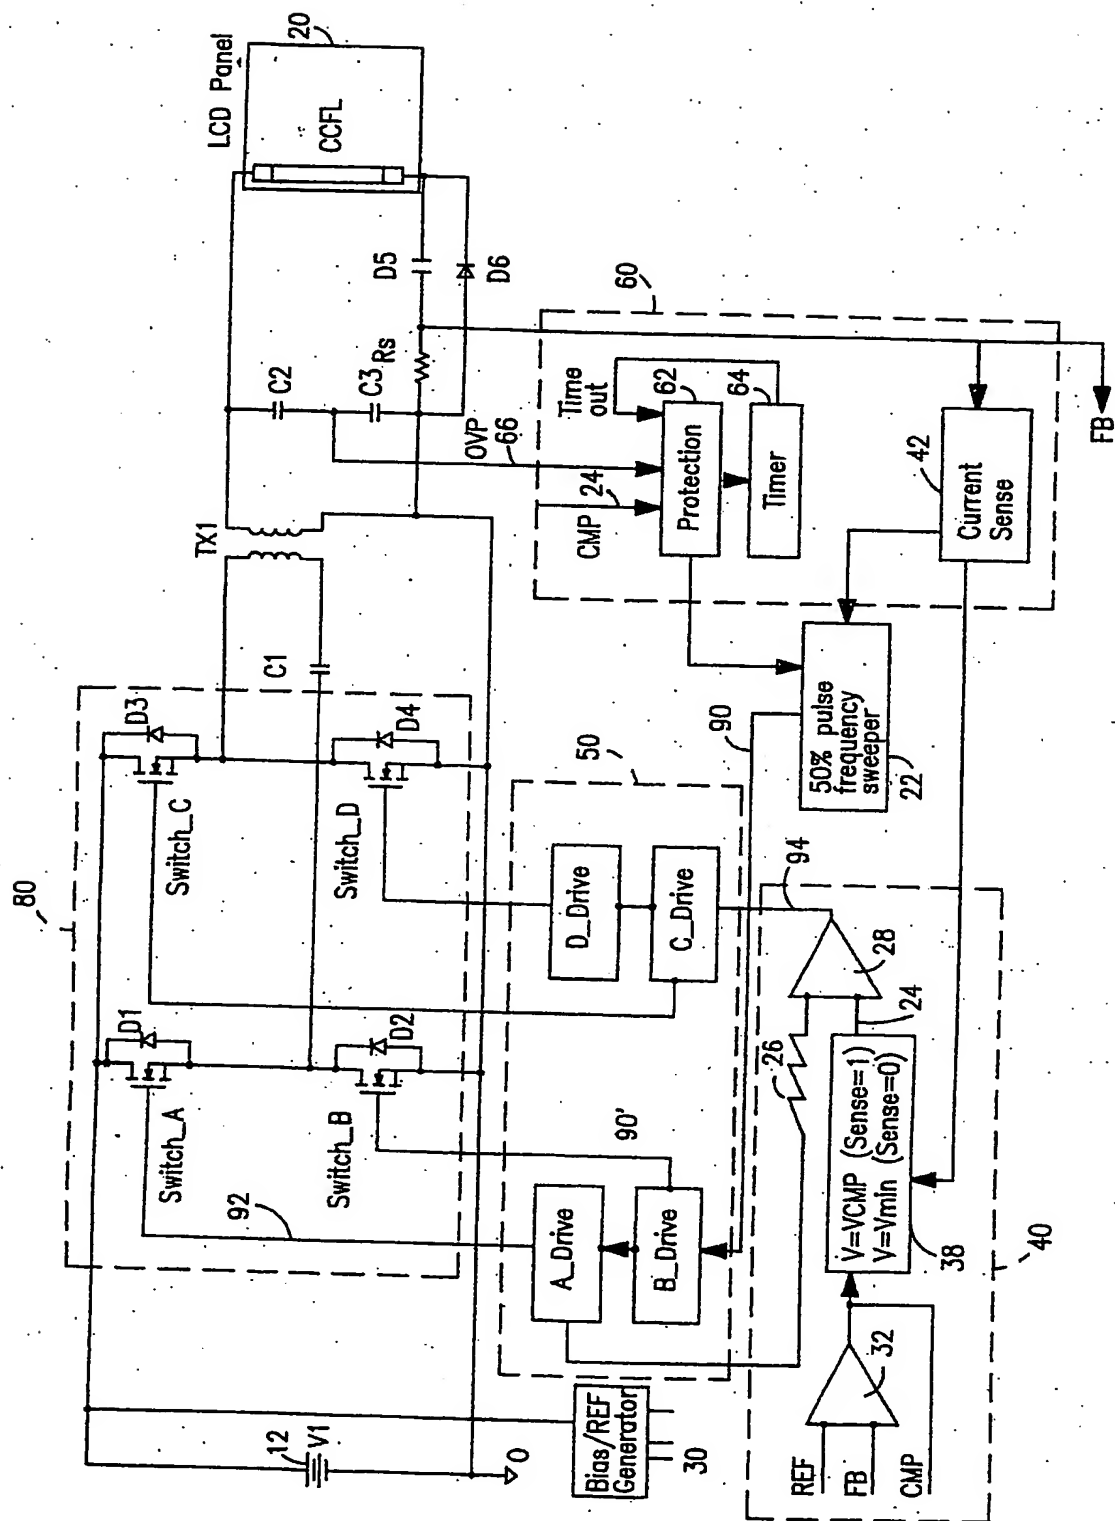 LCD Panel
20
CCFL
D5
D6
C2
C3
Rs
TX1
C1
OVP
66
60
Time
out
62
64
CMP
24
Protection
Timer
42
Current
Sense
FB
80
D3
D4
Switch_C
Switch_D
D1
D2
Switch_A
Switch_B
92
90'
50
90
50% pulse
frequency
sweeper
22
D_Drive
C_Drive
94
28
24
26
A_Drive
B_Drive
V=VCMP (Sense=1)
V=Vmin (Sense=0)
38
40
32
12
V1
0
Bias/REF
Generator
30
REF
FB
CMP